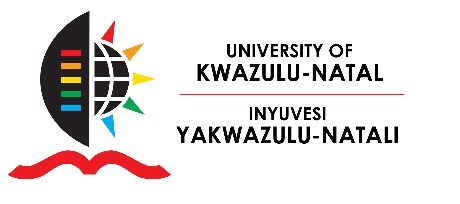 UNIVERSITY OF
KWAZULU-NATAL
INYUVESI
YAKWAZULU-NATALI